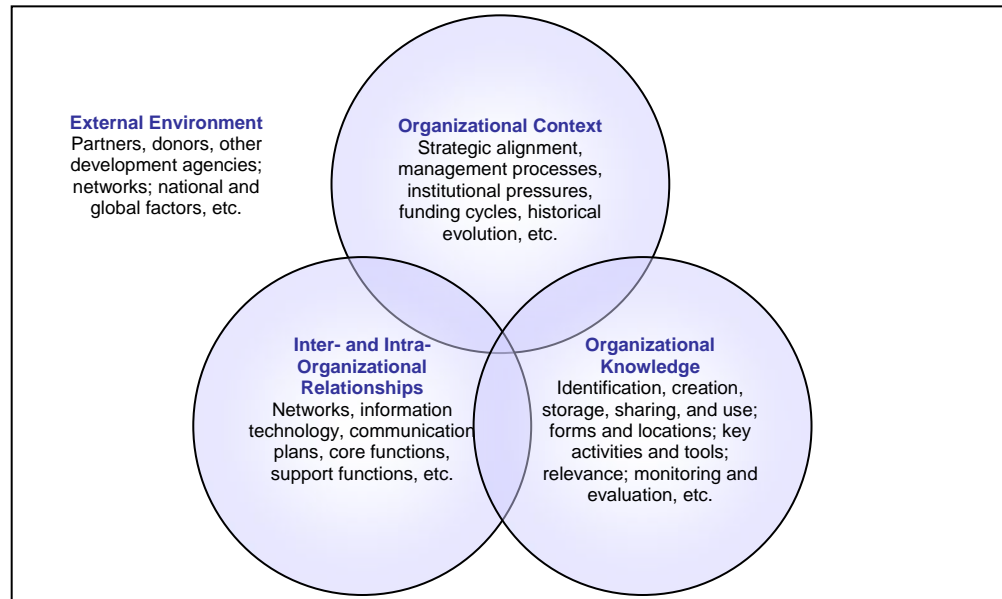 External Environment
Partners, donors, other
development agencies;
networks; national and
global factors, etc.
Organizational Context
Strategic alignment,
management processes,
institutional pressures,
funding cycles, historical
evolution, etc.
Inter- and Intra-
Organizational
Relationships
Networks, information
technology, communication
plans, core functions,
support functions, etc.
Organizational
Knowledge
Identification, creation,
storage, sharing, and use;
forms and locations; key
activities and tools;
relevance; monitoring and
evaluation, etc.